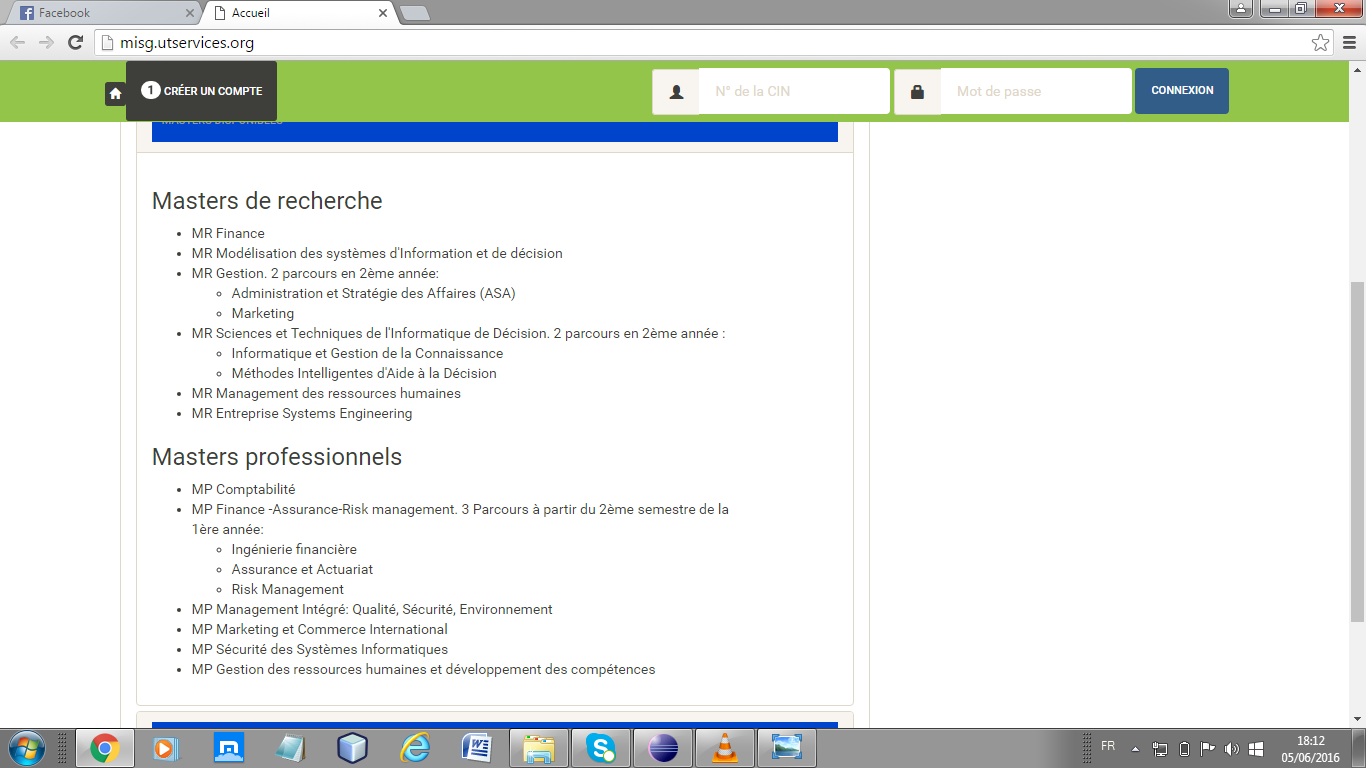 Facebook
Accueil
misg.utservices.org
1 CRÉER UN COMPTE
N° de la CIN
Mot de passe
CONNEXION
MASTERS DISPONIBLES
Masters de recherche
MR Finance
MR Modélisation des systèmes d'Information et de décision
MR Gestion. 2 parcours en 2ème année:
Administration et Stratégie des Affaires (ASA)
Marketing
MR Sciences et Techniques de l'Informatique de Décision. 2 parcours en 2ème année :
Informatique et Gestion de la Connaissance
Méthodes Intelligentes d'Aide à la Décision
MR Management des ressources humaines
MR Entreprise Systems Engineering
Masters professionnels
MP Comptabilité
MP Finance -Assurance-Risk management. 3 Parcours à partir du 2ème semestre de la
1ère année:
Ingénierie financière
Assurance et Actuariat
Risk Management
MP Management Intégré: Qualité, Sécurité, Environnement
MP Marketing et Commerce International
MP Sécurité des Systèmes Informatiques
MP Gestion des ressources humaines et développement des compétences
FR
18:12
05/06/2016